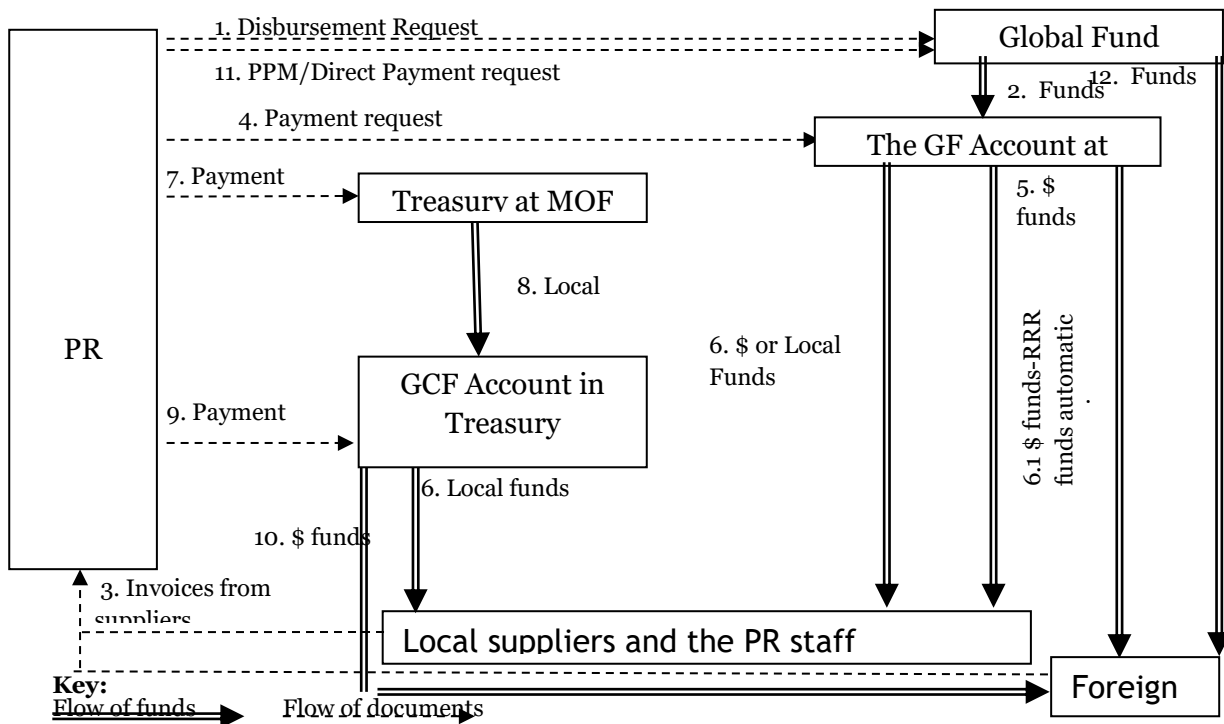 1. Disbursement Request
Global Fund
11. PPM/Direct Payment request
12. Funds
2. Funds
4. Payment request
The GF Account at
7. Payment
Treasury at MOF
5. $
funds
8. Local
PR
6. $ or Local
Funds
6.1 $ funds-RRR
funds automatic
.
GCF Account in
Treasury
9. Payment
6. Local funds
10. $ funds
3. Invoices from
suppliers
Local suppliers and the PR staff
Foreign
Key:
Flow of funds
Flow of documents